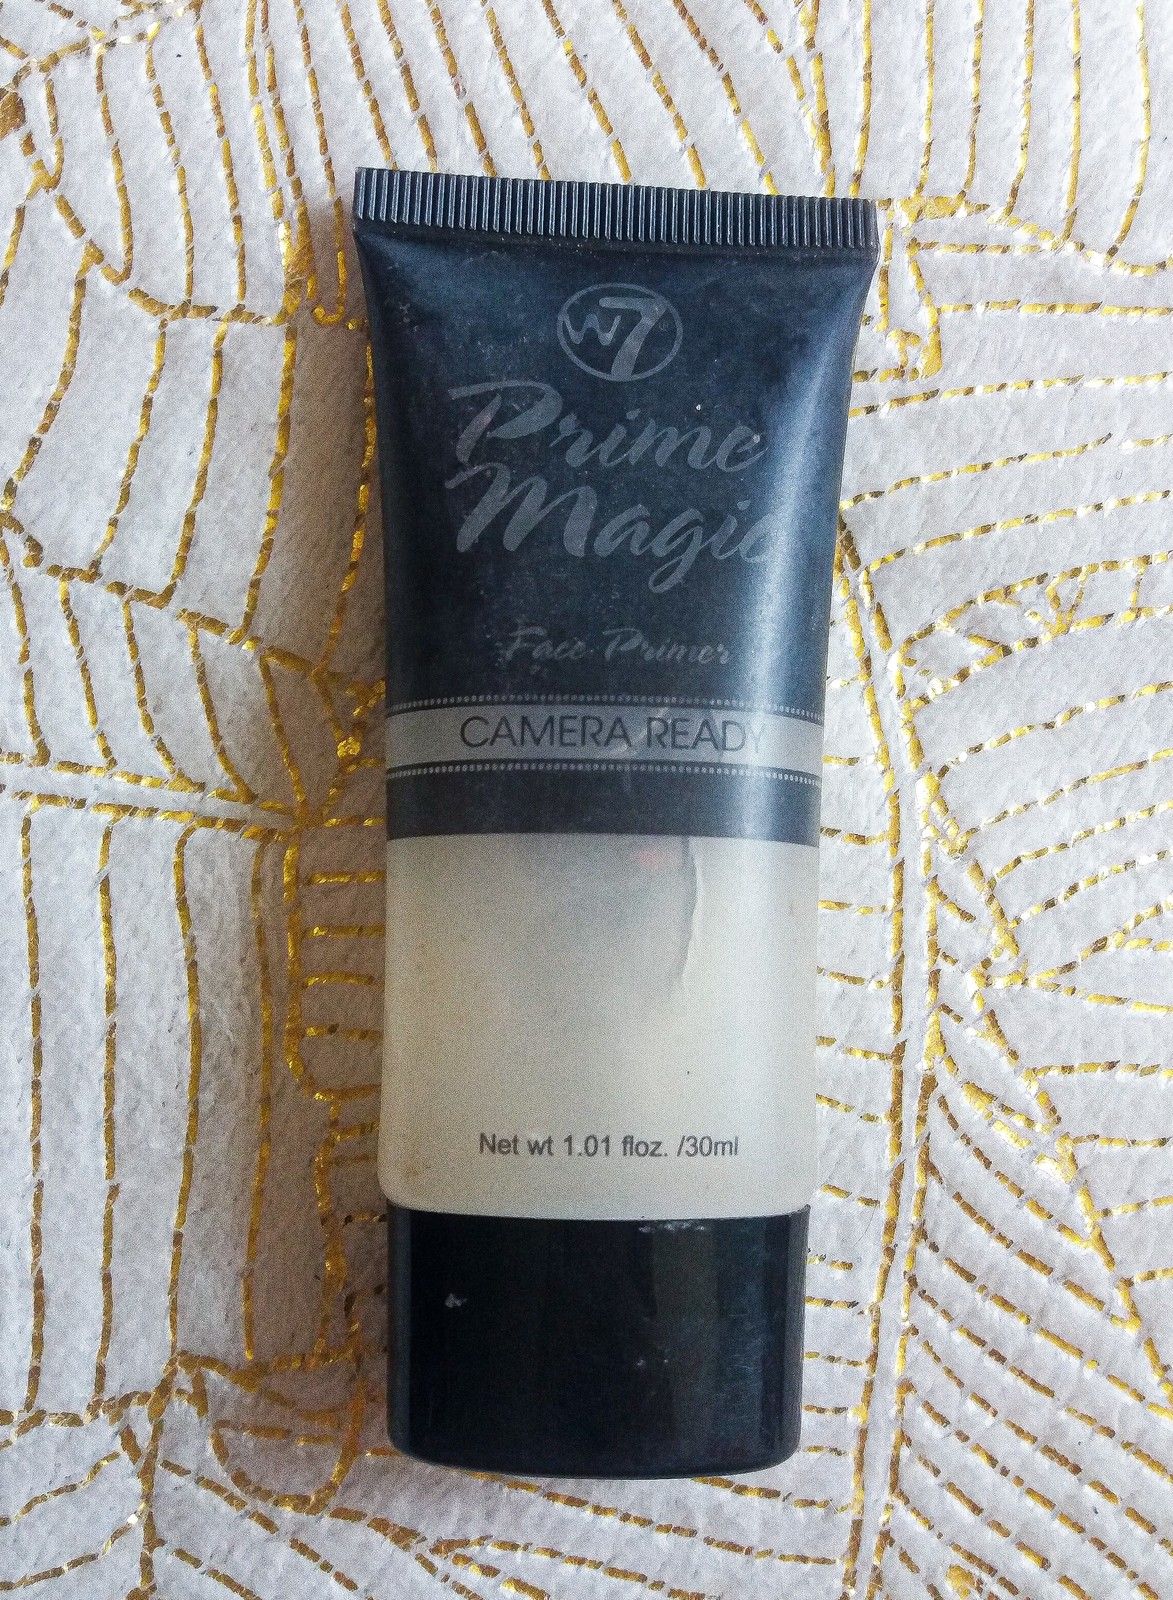 W7®
Prime
Magic
Face Primer
CAMERA READY
Net wt 1.01 floz. /30ml